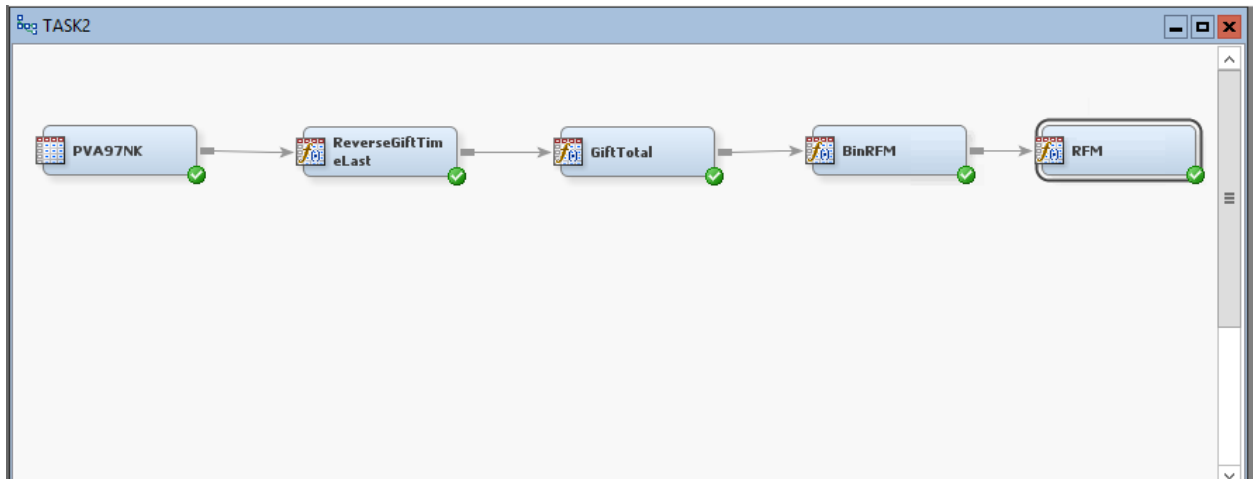 TASK2
PVA97NK
ReverseGiftTim
eLast
GiftTotal
BinRFM
RFM